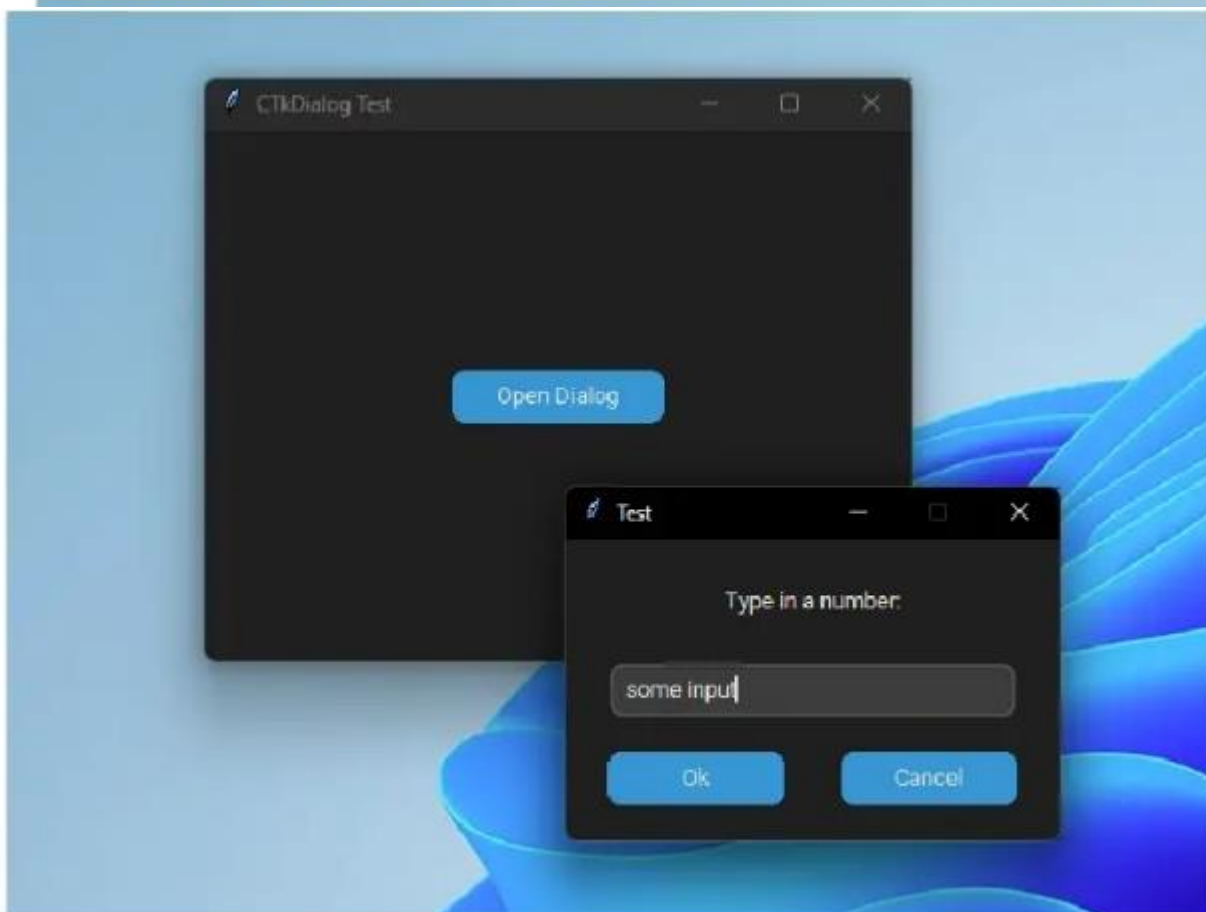 CTkDialog Test
Open Dialog
Test
Type in a number:
some input
Ok
Cancel